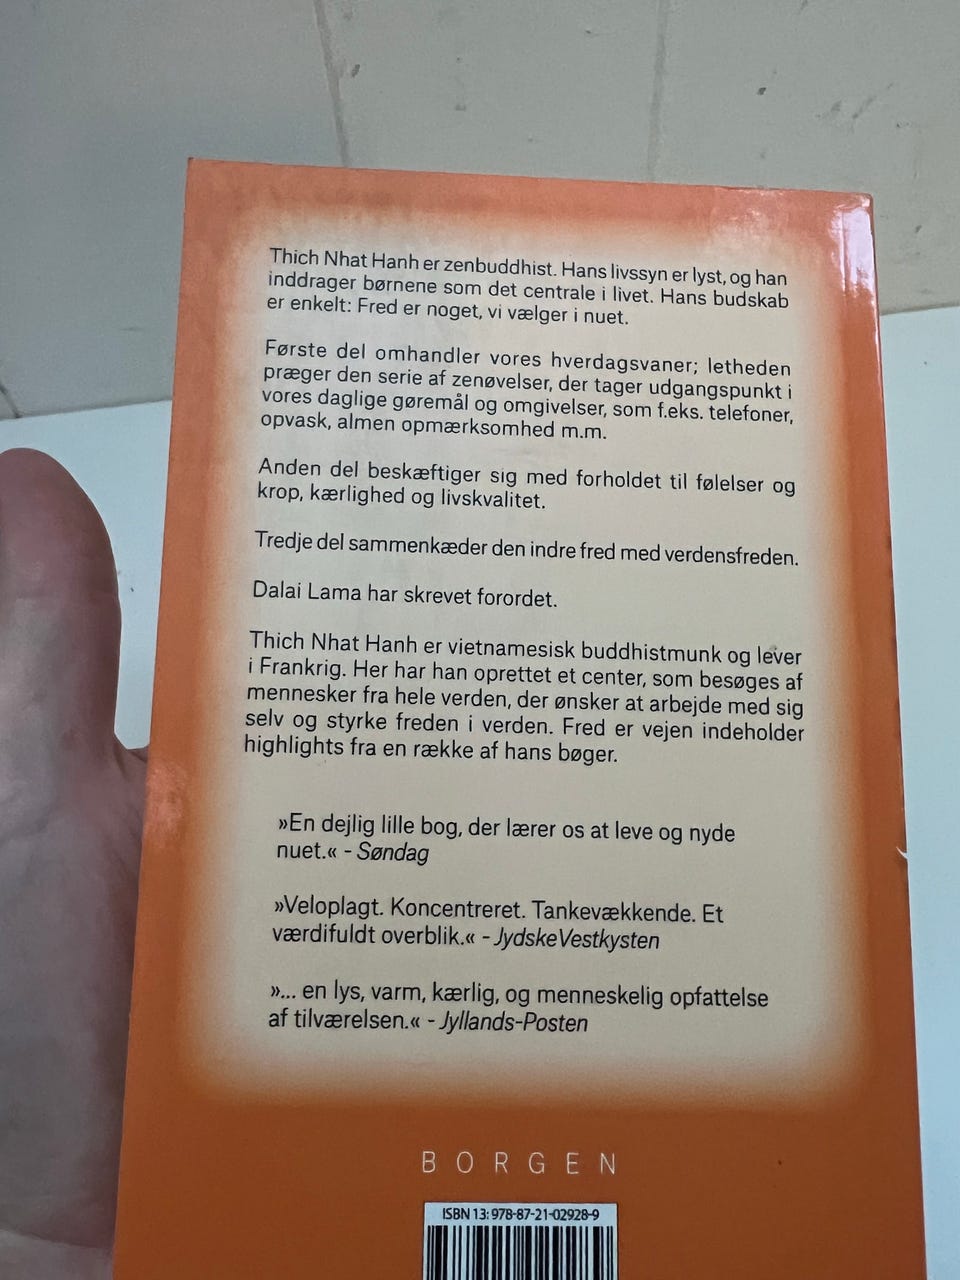 Thich Nhat Hanh er zenbuddhist. Hans livssyn er lyst, og han
inddrager børnene som det centrale i livet. Hans budskab
er enkelt: Fred er noget, vi vælger i nuet.
Første del omhandler vores hverdagsvaner; letheden
præger den serie af zenøvelser, der tager udgangspunkt i
vores daglige gøremål og omgivelser, som f.eks. telefoner,
opvask, almen opmærksomhed m.m.
Anden del beskæftiger sig med forholdet til følelser og
krop, kærlighed og livskvalitet.
Tredje del sammenkæder den indre fred med verdensfreden.
Dalai Lama har skrevet forordet.
Thich Nhat Hanh er vietnamesisk buddhistmunk og lever
i Frankrig. Her har han oprettet et center, som besøges af
mennesker fra hele verden, der ønsker at arbejde med sig
selv og styrke freden i verden. Fred er vejen indeholder
highlights fra en række af hans bøger.
»En dejlig lille bog, der lærer os at leve og nyde
nuet.« - Søndag
»Veloplagt. Koncentreret. Tankevækkende. Et
værdifuldt overblik.« - JydskeVestkysten
»... en lys, varm, kærlig, og menneskelig opfattelse
af tilværelsen.« - Jyllands-Posten
BORGEN
ISBN 13: 978-87-21-02928-9